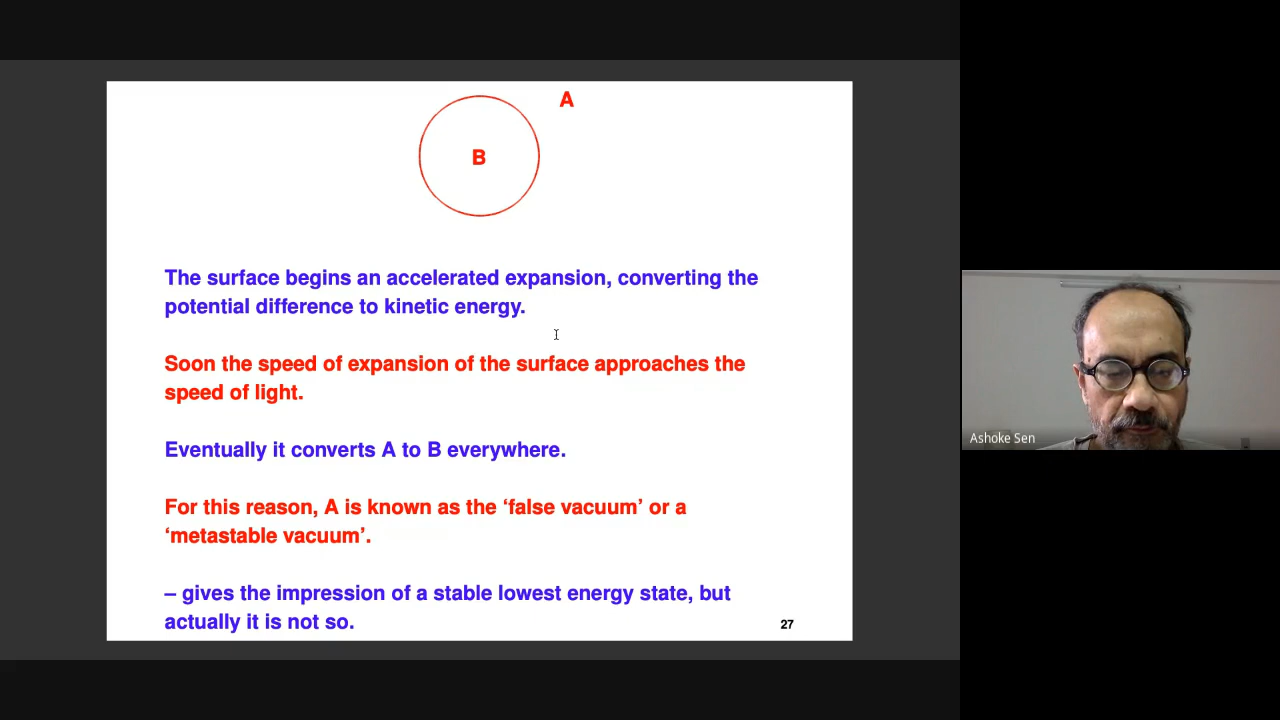 A
B
The surface begins an accelerated expansion, converting the
potential difference to kinetic energy.
Soon the speed of expansion of the surface approaches the
speed of light.
Eventually it converts A to B everywhere.
For this reason, A is known as the ‘false vacuum’ or a
‘metastable vacuum’.
– gives the impression of a stable lowest energy state, but
actually it is not so.
27
Ashoke Sen